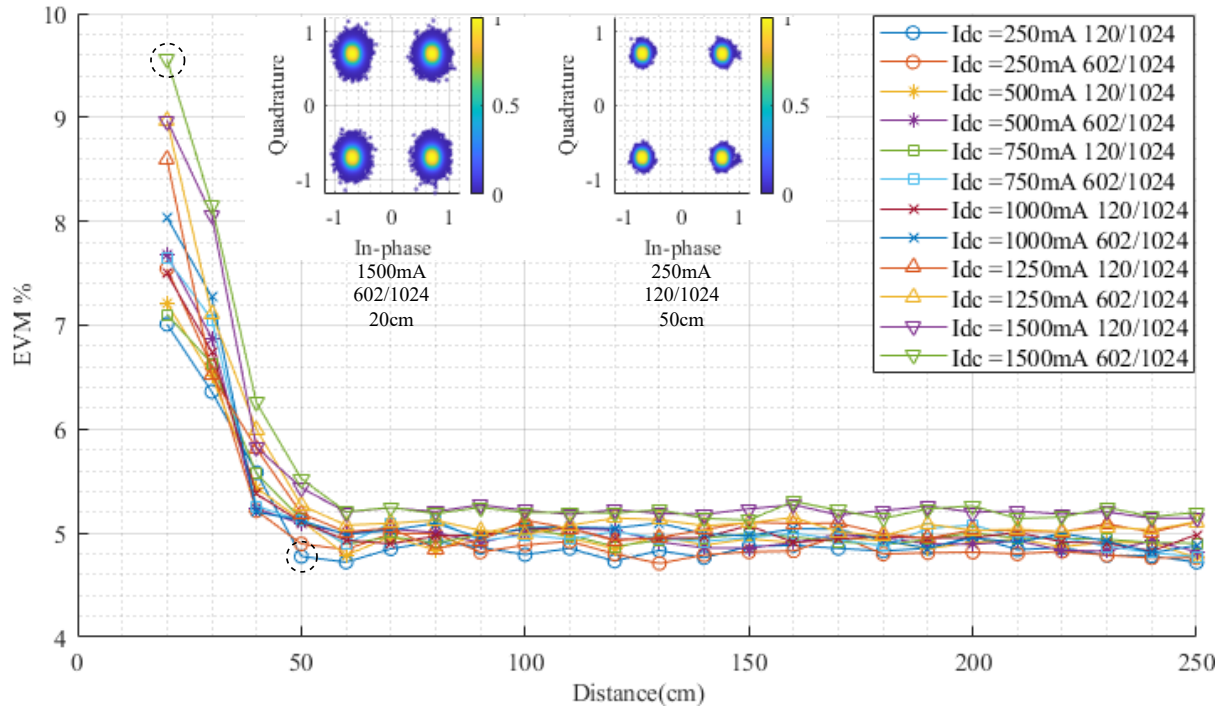 10
9
8
7
6
5
4
EVM %
0
50
100
150
200
250
Distance(cm)
1
0
-1
Quadrature
-1
0
1
In-phase
1
0.5
0
1500mA
602/1024
20cm
1
0
-1
Quadrature
-1
0
1
In-phase
1
0.5
0
250mA
120/1024
50cm
Idc =250mA 120/1024
Idc =250mA 602/1024
Idc =500mA 120/1024
Idc =500mA 602/1024
Idc =750mA 120/1024
Idc =750mA 602/1024
Idc =1000mA 120/1024
Idc =1000mA 602/1024
Idc =1250mA 120/1024
Idc =1250mA 602/1024
Idc =1500mA 120/1024
Idc =1500mA 602/1024